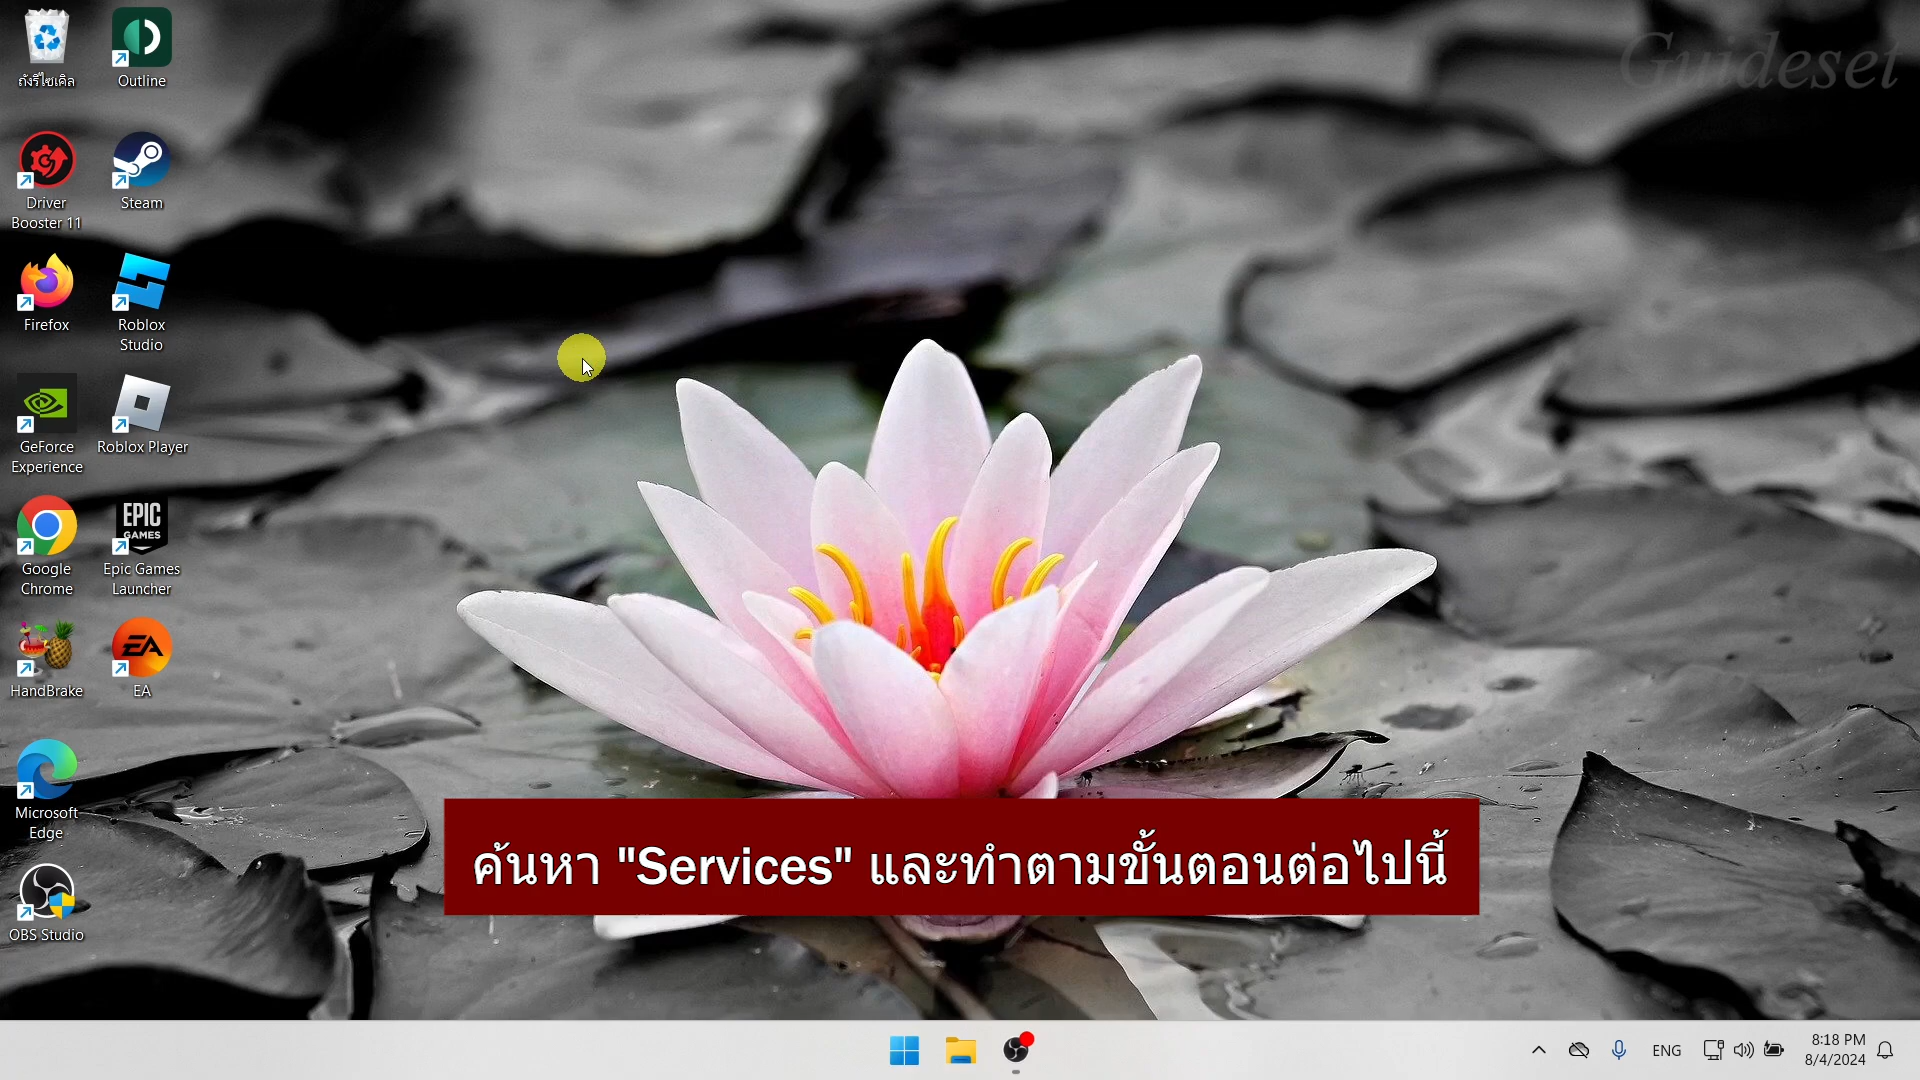 Guideset
ถังรีไซเคิล
Outline
Driver
Booster 11
Steam
Firefox
Roblox
Studio
GeForce
Experience
Roblox Player
Google
Chrome
EPIC
GAMES
Epic Games
Launcher
HandBrake
EA
EA
Microsoft
Edge
OBS Studio
ค้นหา "Services" และทำตามขั้นตอนต่อไปนี้
ENG
8:18 PM
8/4/2024